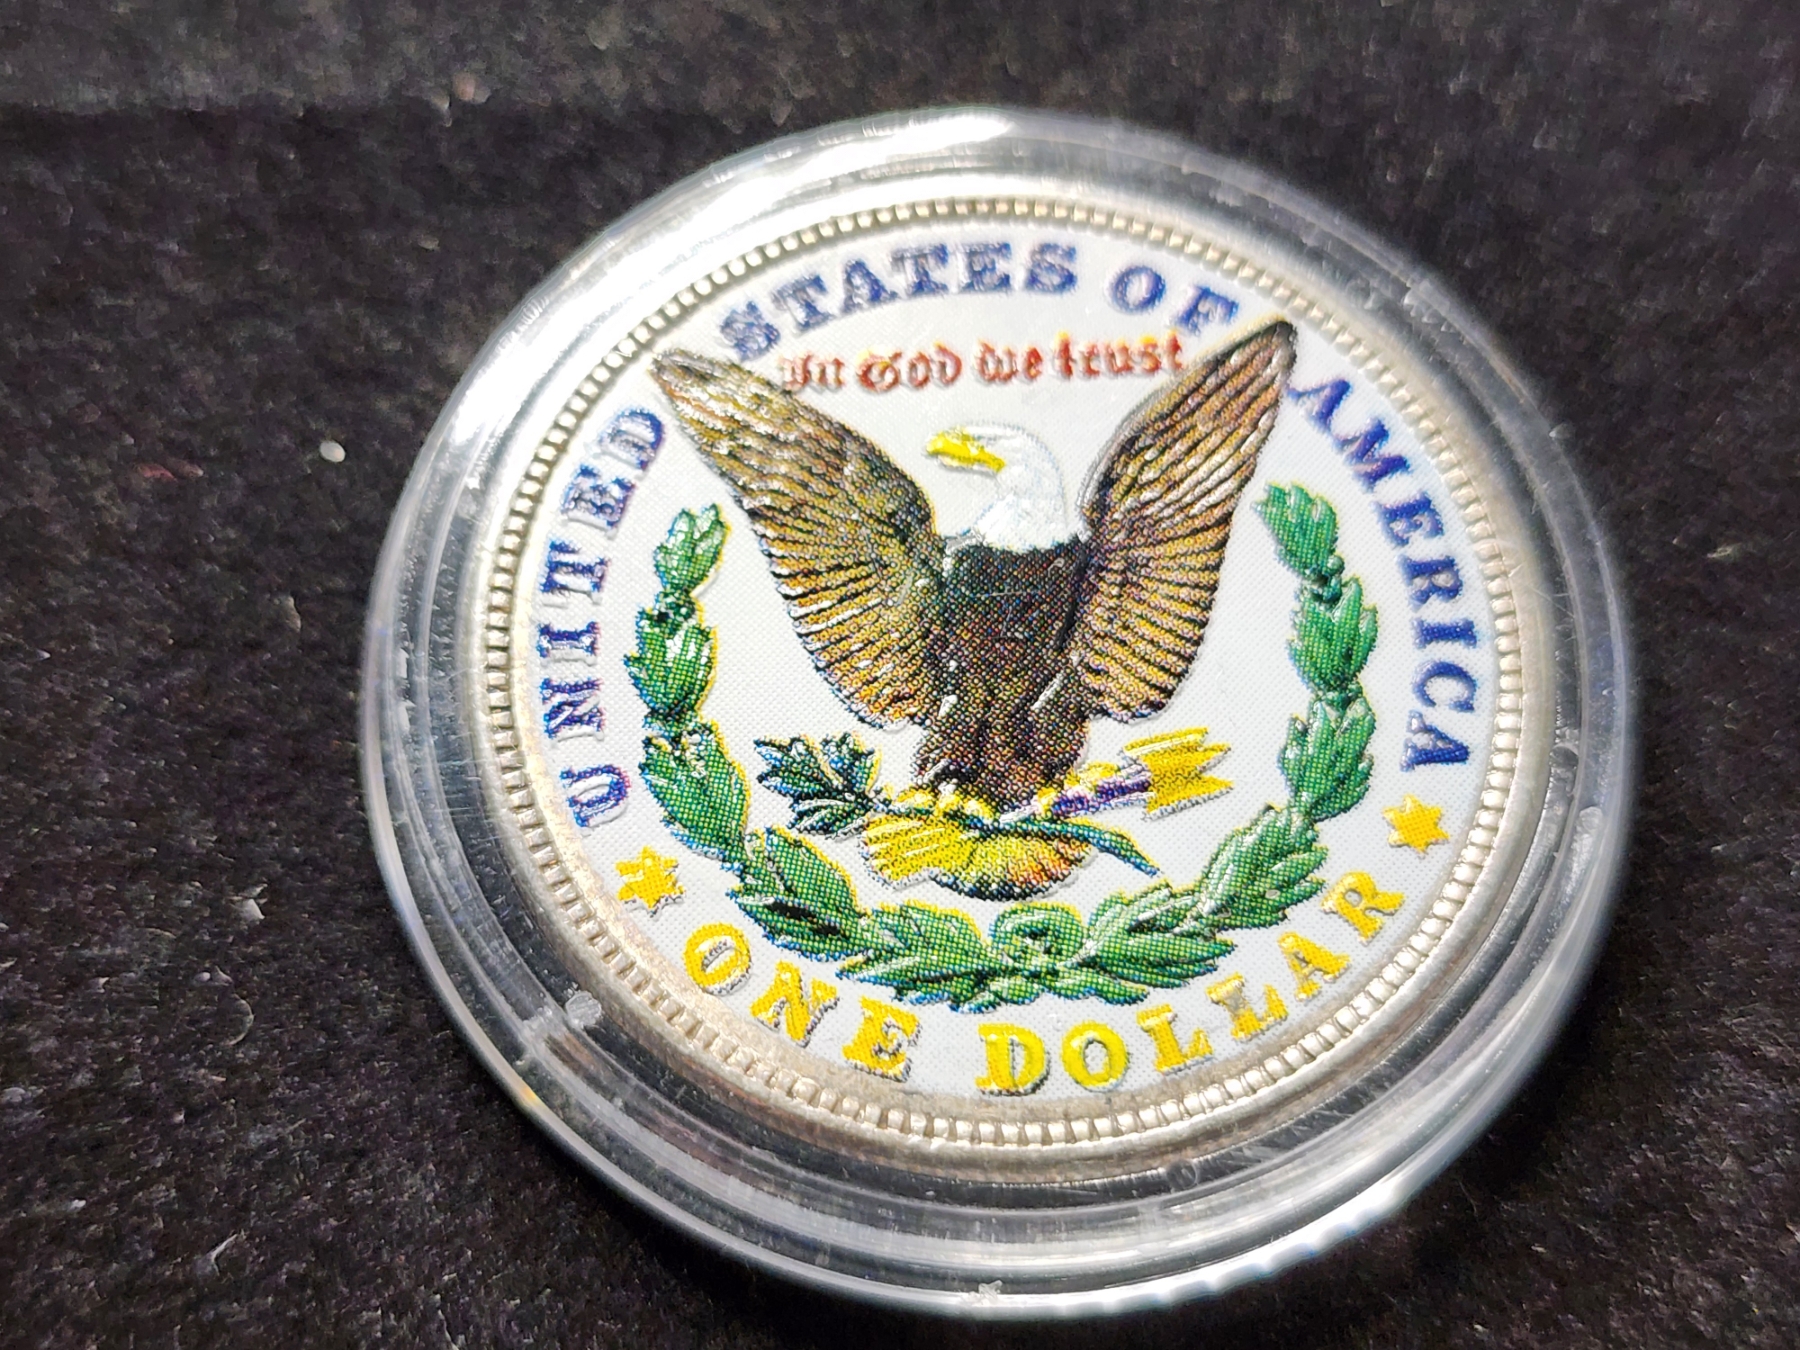 UNITED STATES OF AMERICA
In God we trust
ONE DOLLAR